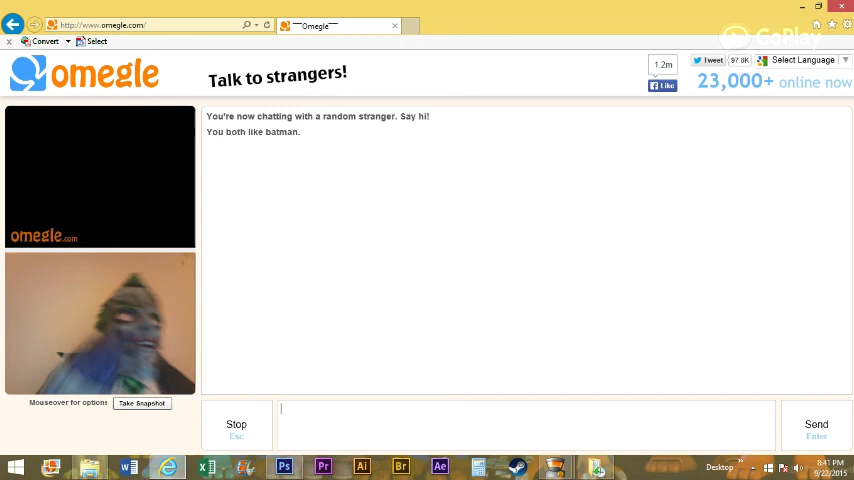 http://www.omegle.com/
Omegle
GoPlay
Convert
Select
omegle
Talk to strangers!
1.2m
Like
Tweet
97.8K
Select Language
23,000+ online now
You're now chatting with a random stranger. Say hi!
You both like batman.
omegle.com
Mouseover for options
Take Snapshot
Stop
Esc
Send
Enter
W
X
Ps
Pr
Ai
Br
Ae
Desktop
8:41 PM
9/22/2015